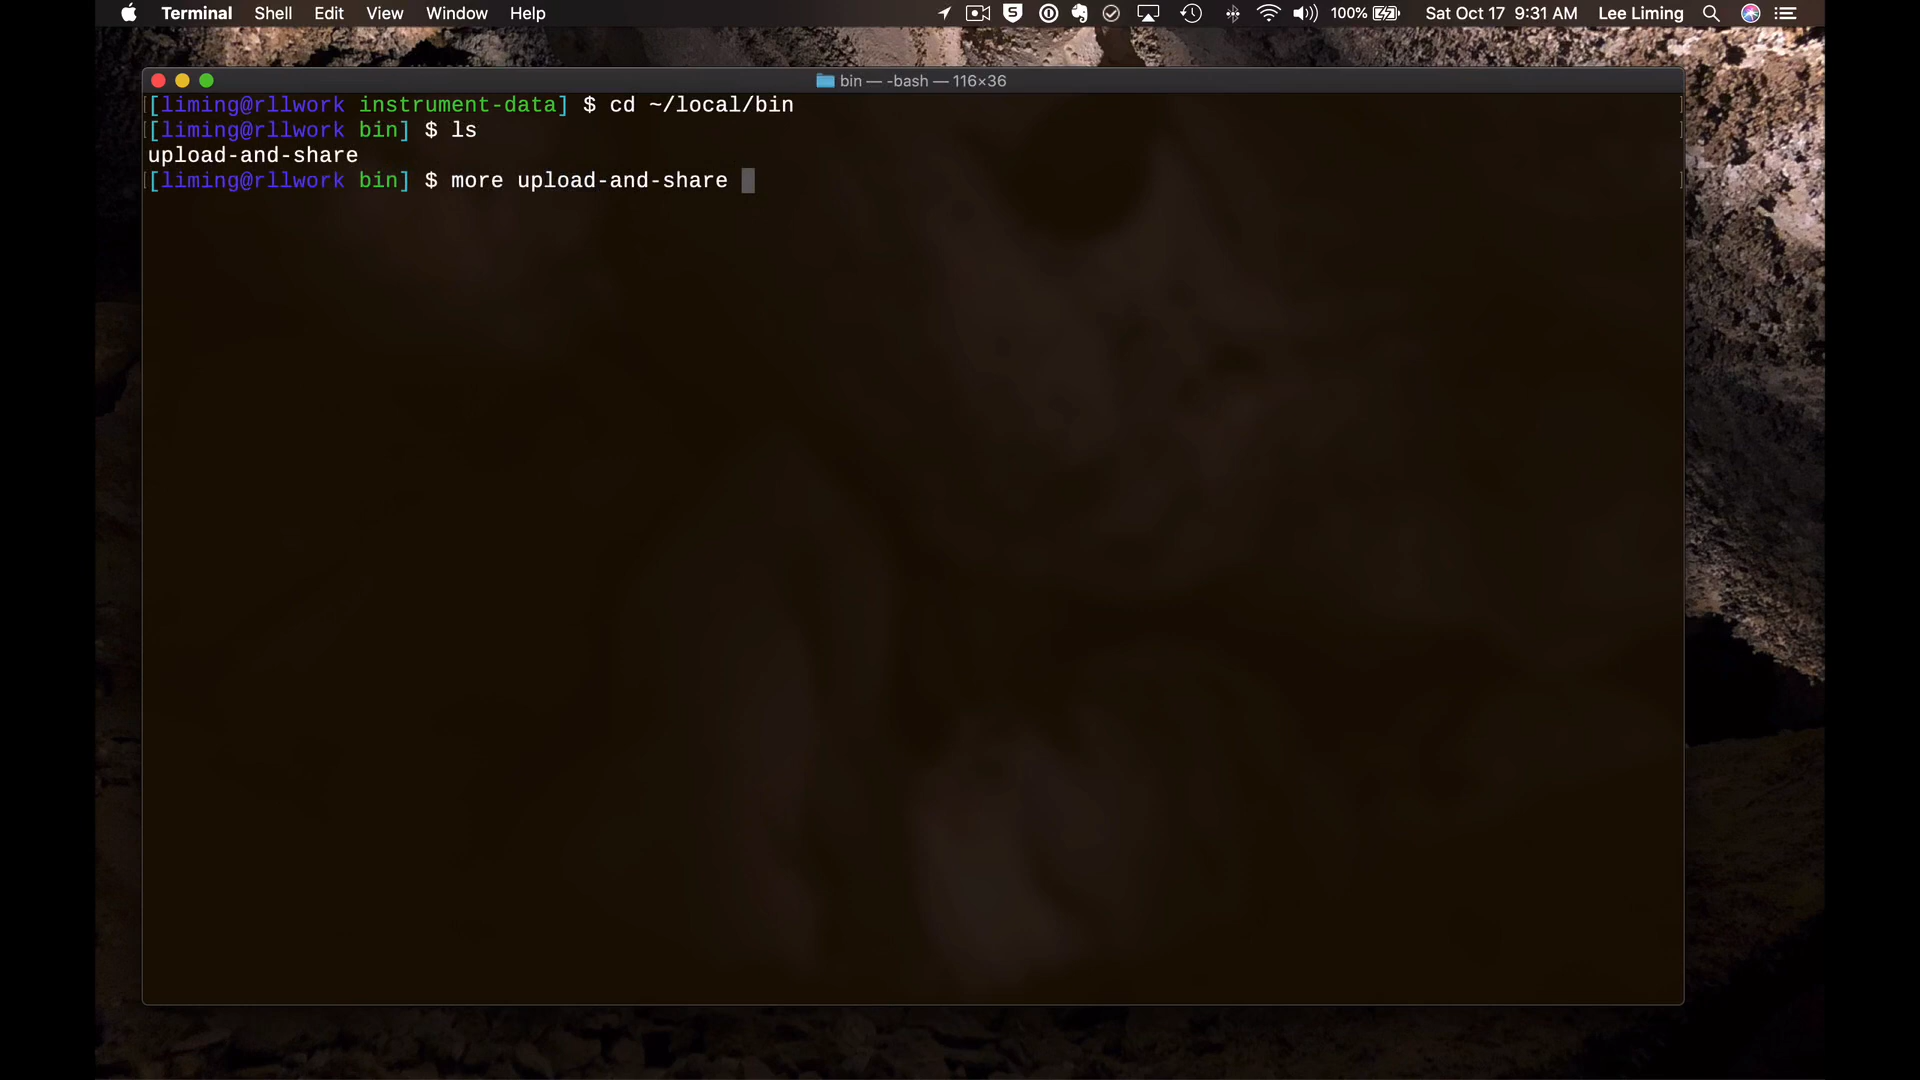 Terminal Shell Edit View Window Help 100% Sat Oct 17 9:31 AM Lee Liming
bin — -bash — 116×36
[liming@rllwork instrument-data] $ cd ~/local/bin
[liming@rllwork bin] $ ls
upload-and-share
[liming@rllwork bin] $ more upload-and-share